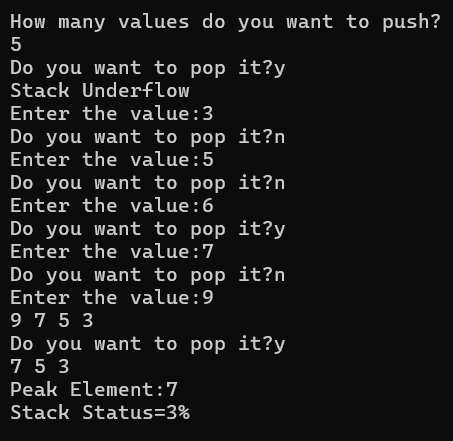 How many values do you want to push?
5
Do you want to pop it?y
Stack Underflow
Enter the value:3
Do you want to pop it?n
Enter the value:5
Do you want to pop it?n
Enter the value:6
Do you want to pop it?y
Enter the value:7
Do you want to pop it?n
Enter the value:9
9 7 5 3
Do you want to pop it?y
7 5 3
Peak Element:7
Stack Status=3%